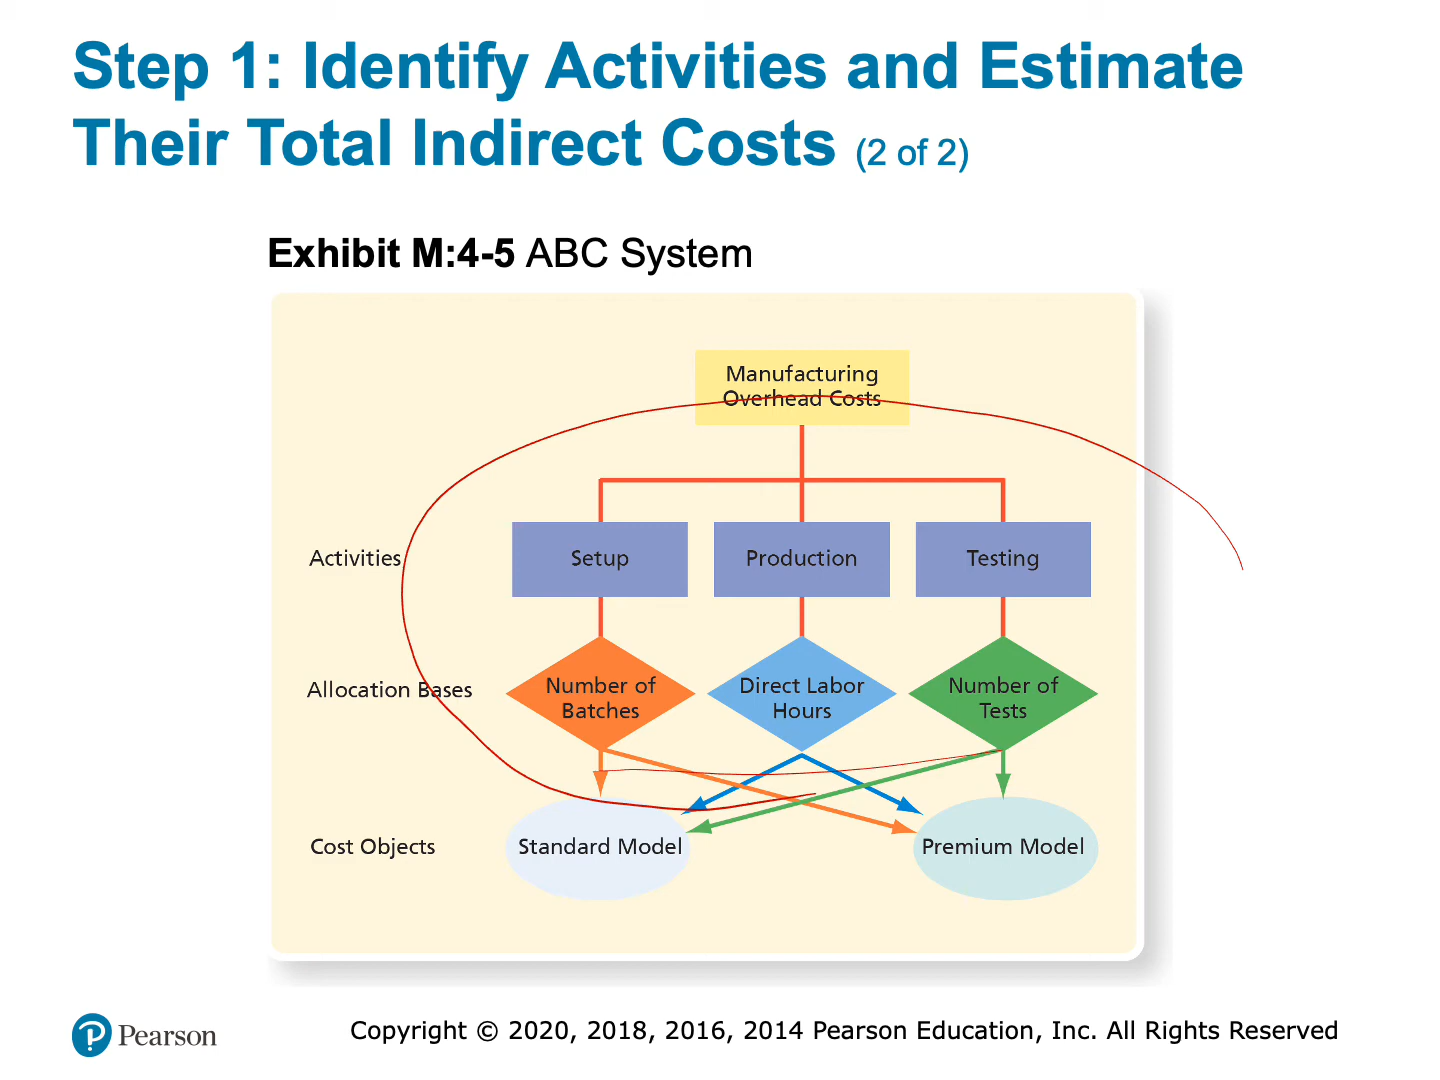 Step 1: Identify Activities and Estimate
Their Total Indirect Costs (2 of 2)
Exhibit M:4-5 ABC System
Manufacturing
Overhead Costs
Activities
Setup
Production
Testing
Allocation Bases
Number of
Batches
Direct Labor
Hours
Number of
Tests
Cost Objects
Standard Model
Premium Model
Pearson
Copyright © 2020, 2018, 2016, 2014 Pearson Education, Inc. All Rights Reserved